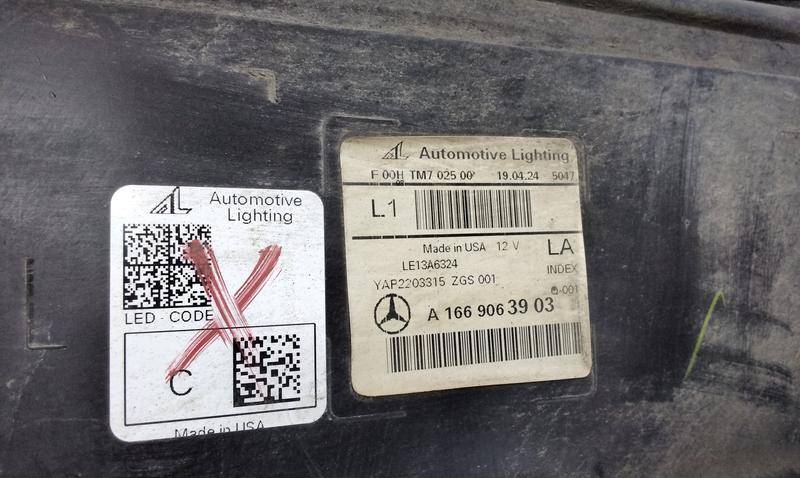 Automotive
Lighting
LED - CODE
C
Made in USA
Automotive Lighting
F 00H TM7 025 00 19.04.24 5047
L1
Made in USA 12 V LA
LE13A6324 INDEX
YAP2203315 ZGS 001
-001
A 166 906 39 03